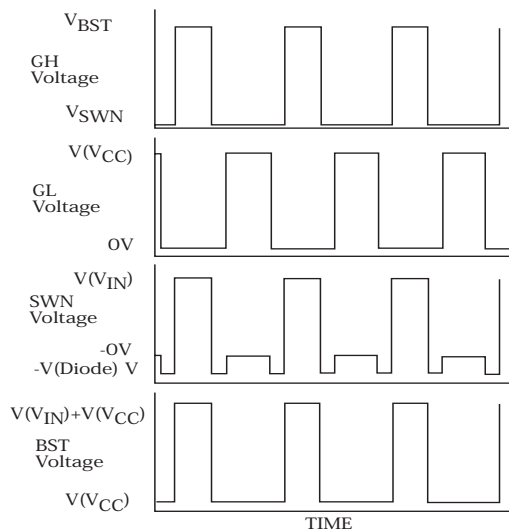 VBST
GH
Voltage
VSWN
V(VCC)
GL
Voltage
0V
V(VIN)
SWN
Voltage
-0V
-V(Diode) V
V(VIN)+V(VCC)
BST
Voltage
V(VCC)
TIME